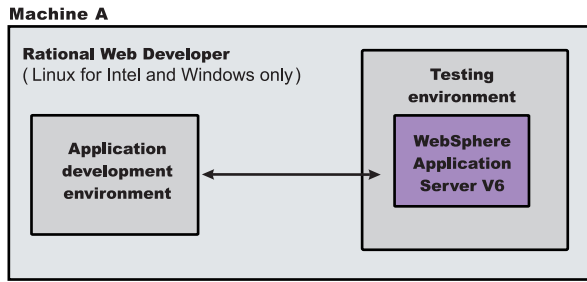 Machine A
Rational Web Developer
(Linux for Intel and Windows only)
Application
development
environment
Testing
environment
WebSphere
Application
Server V6